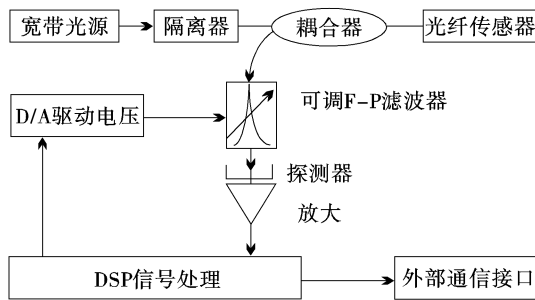 宽带光源
隔离器
耦合器
光纤传感器
可调F-P滤波器
D/A驱动电压
探测器
放大
DSP信号处理
外部通信接口